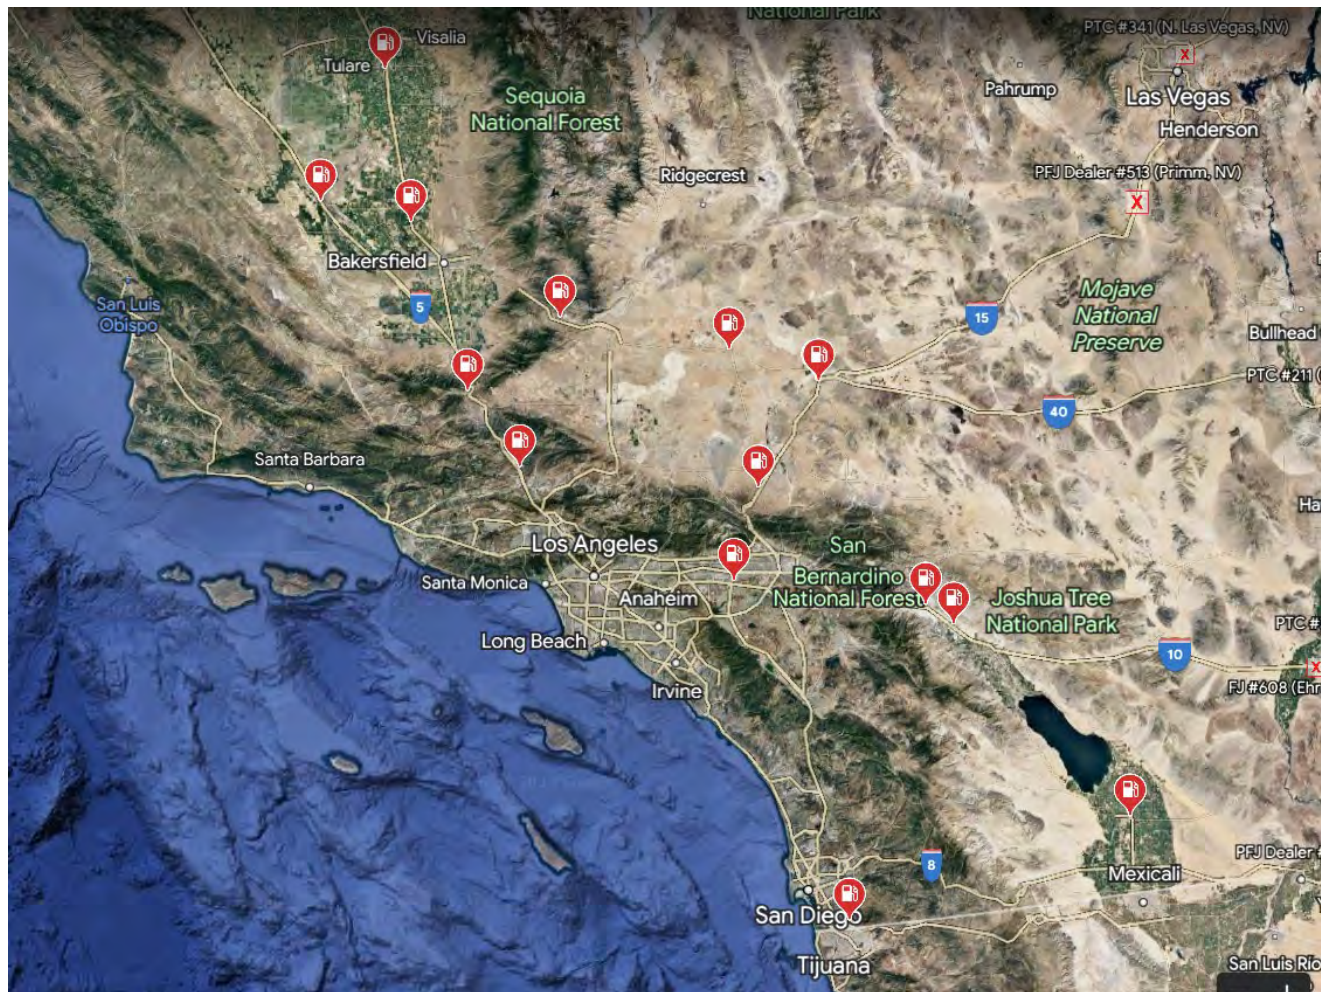 National Park
PTC #341 (N. Las Vegas, NV)
Visalia
Tulare
Pahrump
Las Vegas
Sequoia
National Forest
Henderson
Ridgecrest
PFJ Dealer #513 (Primm, NV)
X
X
Bakersfield
5
San Luis
Obispo
15
Mojave
National
Preserve
Bullhead
PTC #211 (
40
Santa Barbara
Ha
Los Angeles
San
Bernardino
National Forest
Santa Monica
Anaheim
Joshua Tree
National Park
PTC #
Long Beach
10
X
Irvine
FJ #608 (Ehr
8
PFJ Dealer #
Mexicali
San Diego
Tijuana
San Luis Río